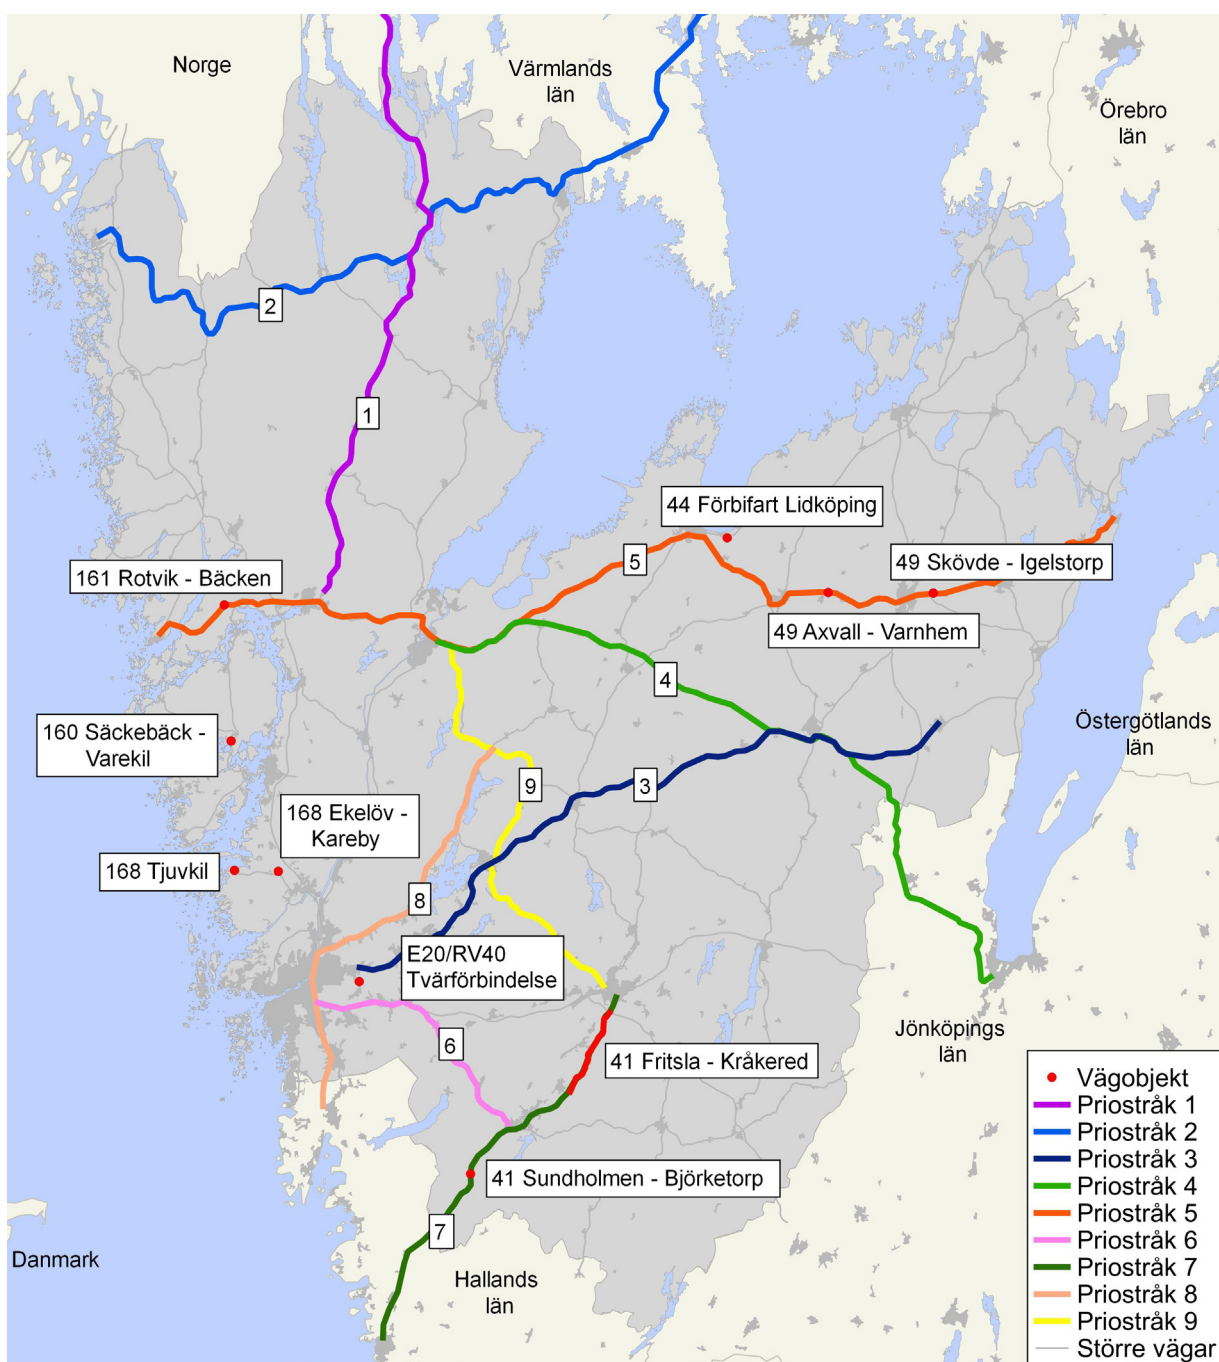 Norge
Värmlands
län
Örebro
län
2
1
44 Förbifart Lidköping
5
49 Skövde - Igelstorp
161 Rotvik - Bäcken
49 Axvall - Varnhem
4
160 Säckebäck -
Varekil
Östergötlands
län
3
9
168 Ekelöv -
Kareby
168 Tjuvkil
8
E20/RV40
Tvärförbindelse
6
41 Fritsla - Kråkered
Jönköpings
län
41 Sundholmen - Björketorp
7
Danmark
Hallands
län
Vägobjekt
Priostråk 1
Priostråk 2
Priostråk 3
Priostråk 4
Priostråk 5
Priostråk 6
Priostråk 7
Priostråk 8
Priostråk 9
Större vägar